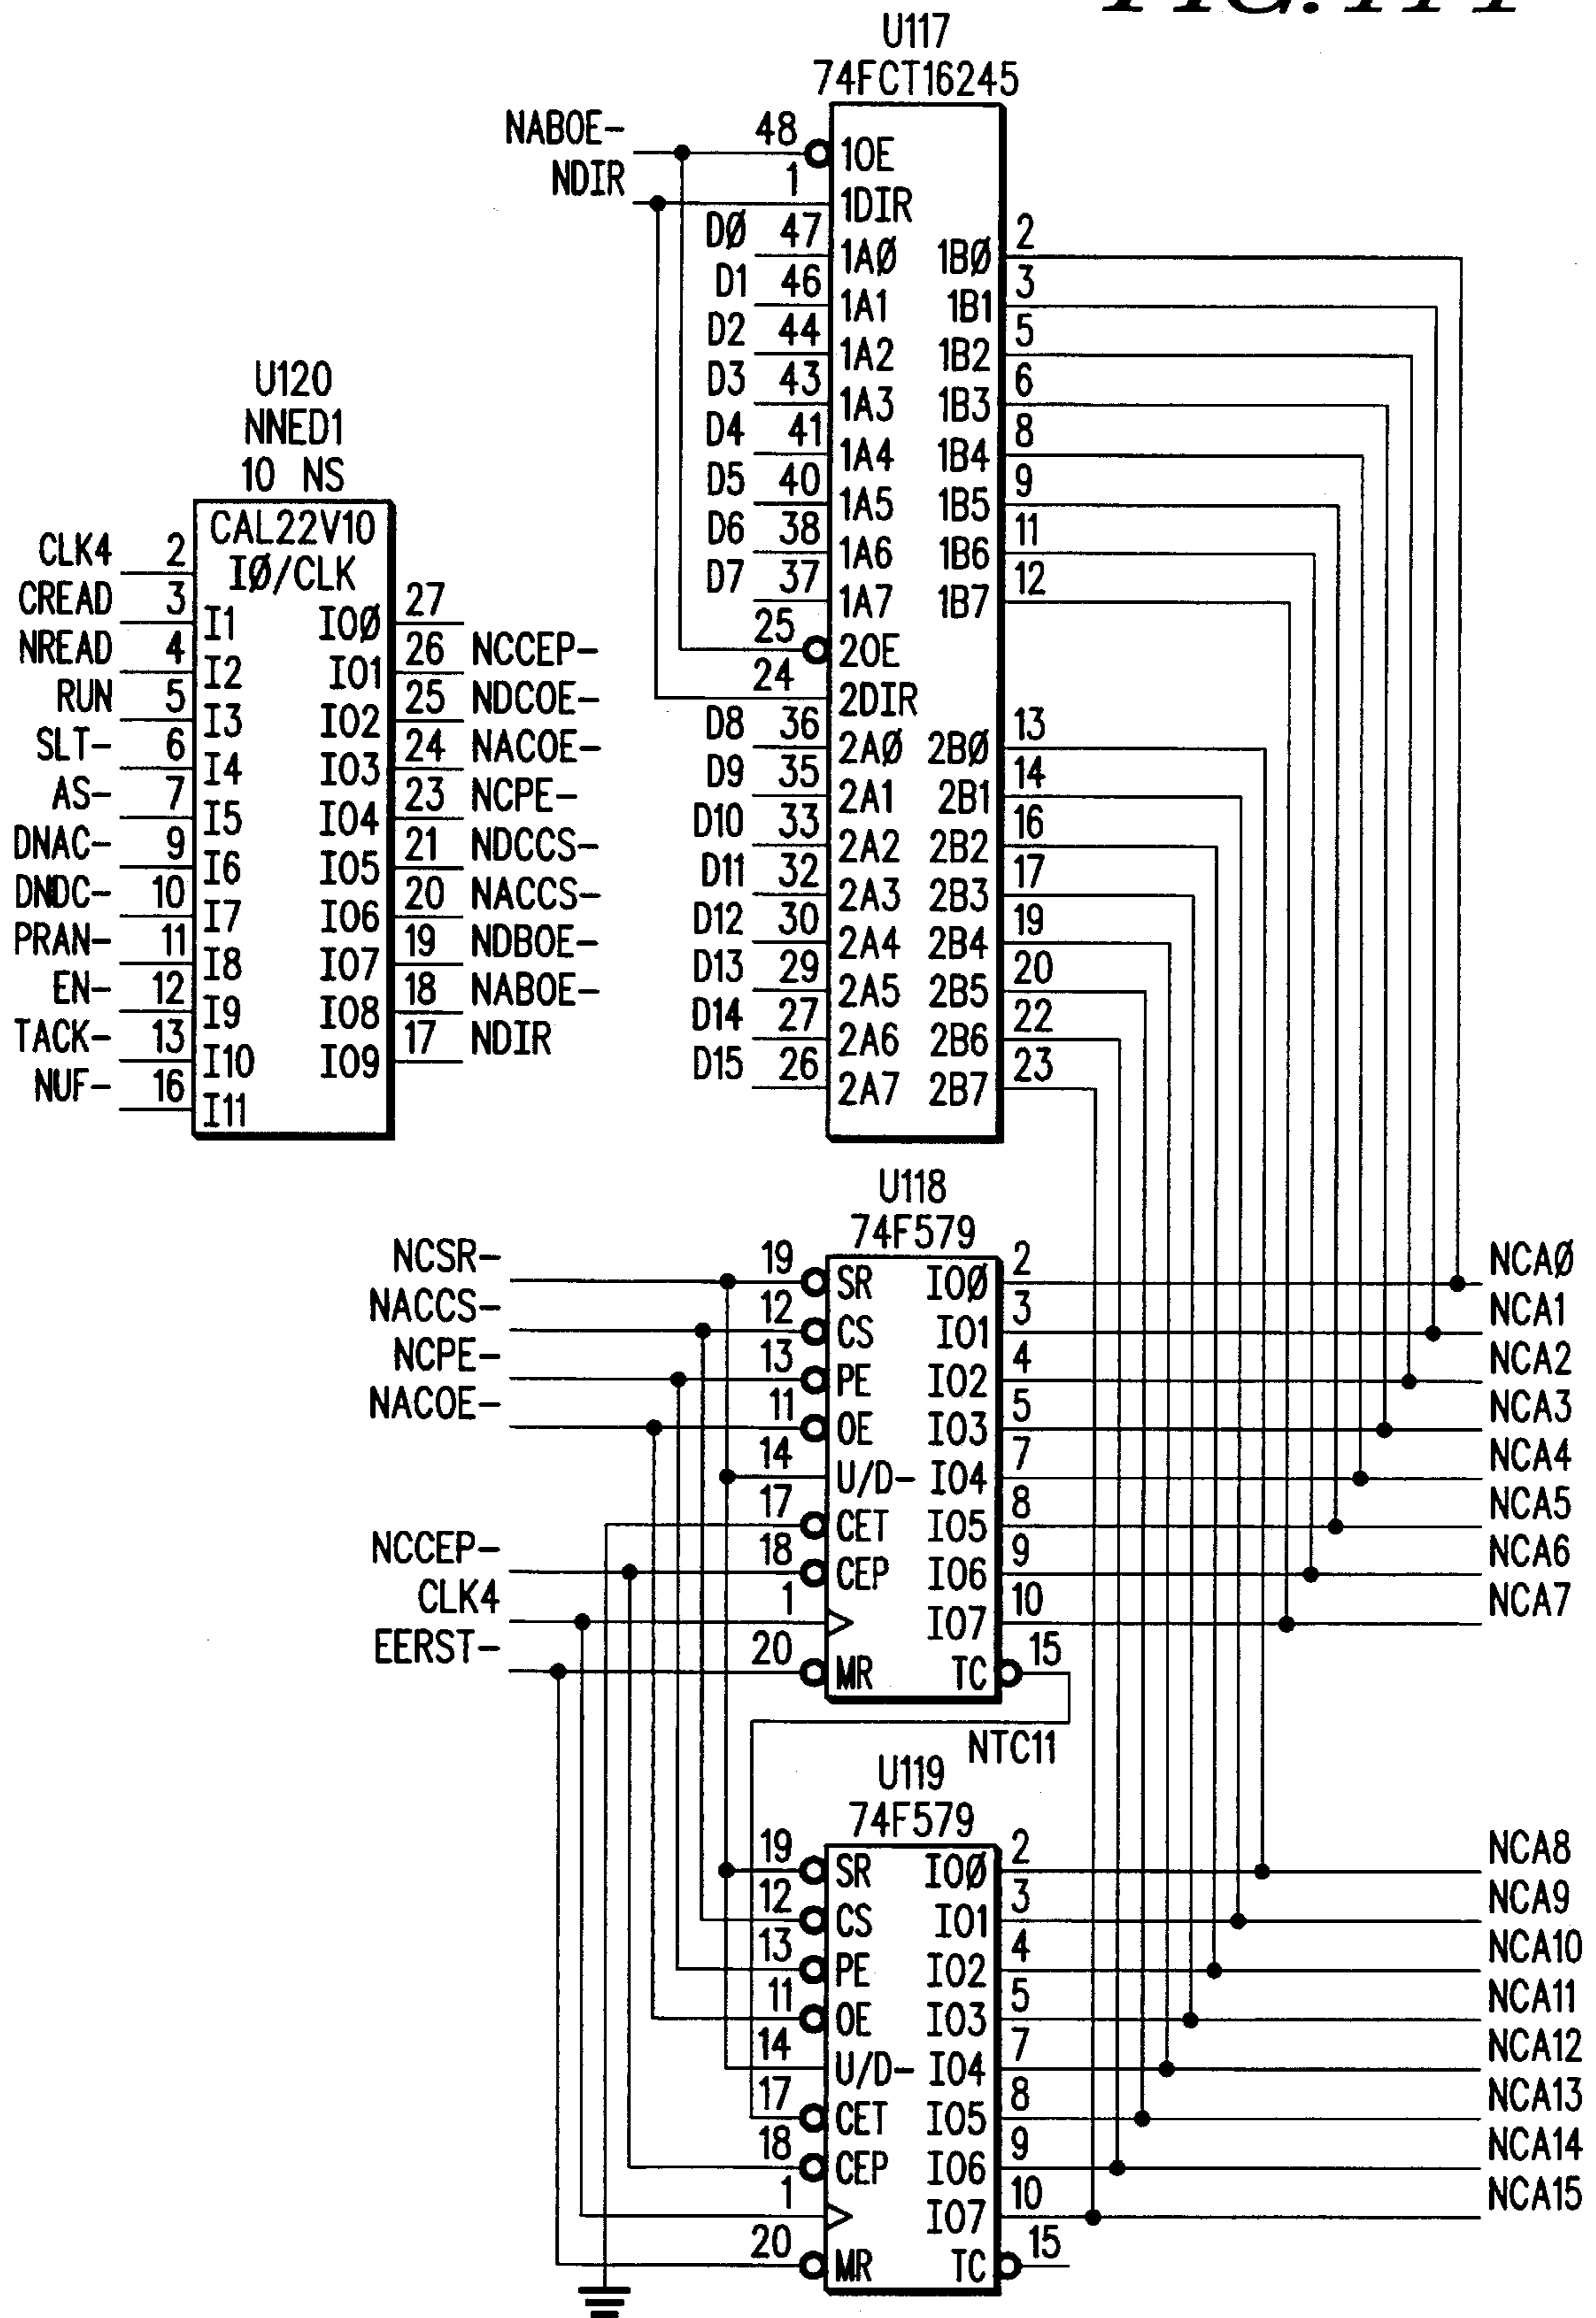 U117
74FCT16245
NABOE- 48 1OE
NDIR 1 1DIR
DØ 47 1AØ 1BØ 2
D1 46 1A1 1B1 3
D2 44 1A2 1B2 5
D3 43 1A3 1B3 6
D4 41 1A4 1B4 8
D5 40 1A5 1B5 9
D6 38 1A6 1B6 11
D7 37 1A7 1B7 12
25 2OE
24 2DIR
D8 36 2AØ 2BØ 13
D9 35 2A1 2B1 14
D10 33 2A2 2B2 16
D11 32 2A3 2B3 17
D12 30 2A4 2B4 19
D13 29 2A5 2B5 20
D14 27 2A6 2B6 22
D15 26 2A7 2B7 23
U120
NNED1
10 NS
CAL22V10
CLK4 2 IØ/CLK
CREAD 3 I1 IOØ 27
NREAD 4 I2 IO1 26 NCCEP-
RUN 5 I3 IO2 25 NDCOE-
SLT- 6 I4 IO3 24 NACOE-
AS- 7 I5 IO4 23 NCPE-
DNAC- 9 I6 IO5 21 NDCCS-
DNDC- 10 I7 IO6 20 NACCS-
PRAN- 11 I8 IO7 19 NDBOE-
EN- 12 I9 IO8 18 NABOE-
TACK- 13 I10 IO9 17 NDIR
NUF- 16 I11
U118
74F579
NCSR- 19 SR IOØ 2 NCAØ
NACCS- 12 CS IO1 3 NCA1
NCPE- 13 PE IO2 4 NCA2
NACOE- 11 OE IO3 5 NCA3
14 U/D- IO4 7 NCA4
17 CET IO5 8 NCA5
NCCEP- 18 CEP IO6 9 NCA6
CLK4 1 IO7 10 NCA7
EERST- 20 MR TC 15
NTC11
U119
74F579
19 SR IOØ 2 NCA8
12 CS IO1 3 NCA9
13 PE IO2 4 NCA10
11 OE IO3 5 NCA11
14 U/D- IO4 7 NCA12
17 CET IO5 8 NCA13
18 CEP IO6 9 NCA14
1 IO7 10 NCA15
20 MR TC 15